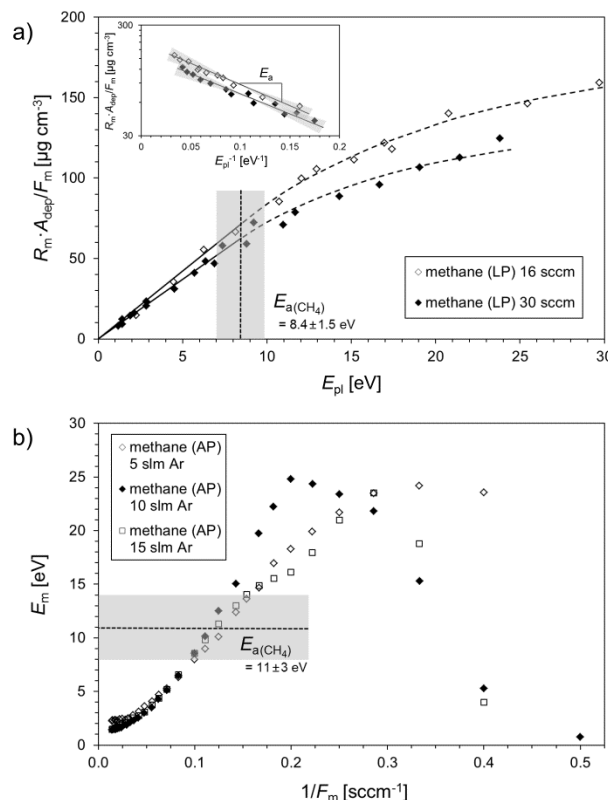 a)
300
R_m·A_dep/F_m [µg cm⁻³]
30
E_a
0 0.05 0.1 0.15 0.2
E_pl⁻¹ [eV⁻¹]
200
150
100
50
0
R_m·A_dep/F_m [µg cm⁻³]
methane (LP) 16 sccm
methane (LP) 30 sccm
E_a(CH₄)
= 8.4±1.5 eV
0 5 10 15 20 25 30
E_pl [eV]
b)
30
25
20
15
10
5
0
E_m [eV]
methane (AP)
5 slm Ar
methane (AP)
10 slm Ar
methane (AP)
15 slm Ar
E_a(CH₄)
= 11±3 eV
0.0 0.1 0.2 0.3 0.4 0.5
1/F_m [sccm⁻¹]